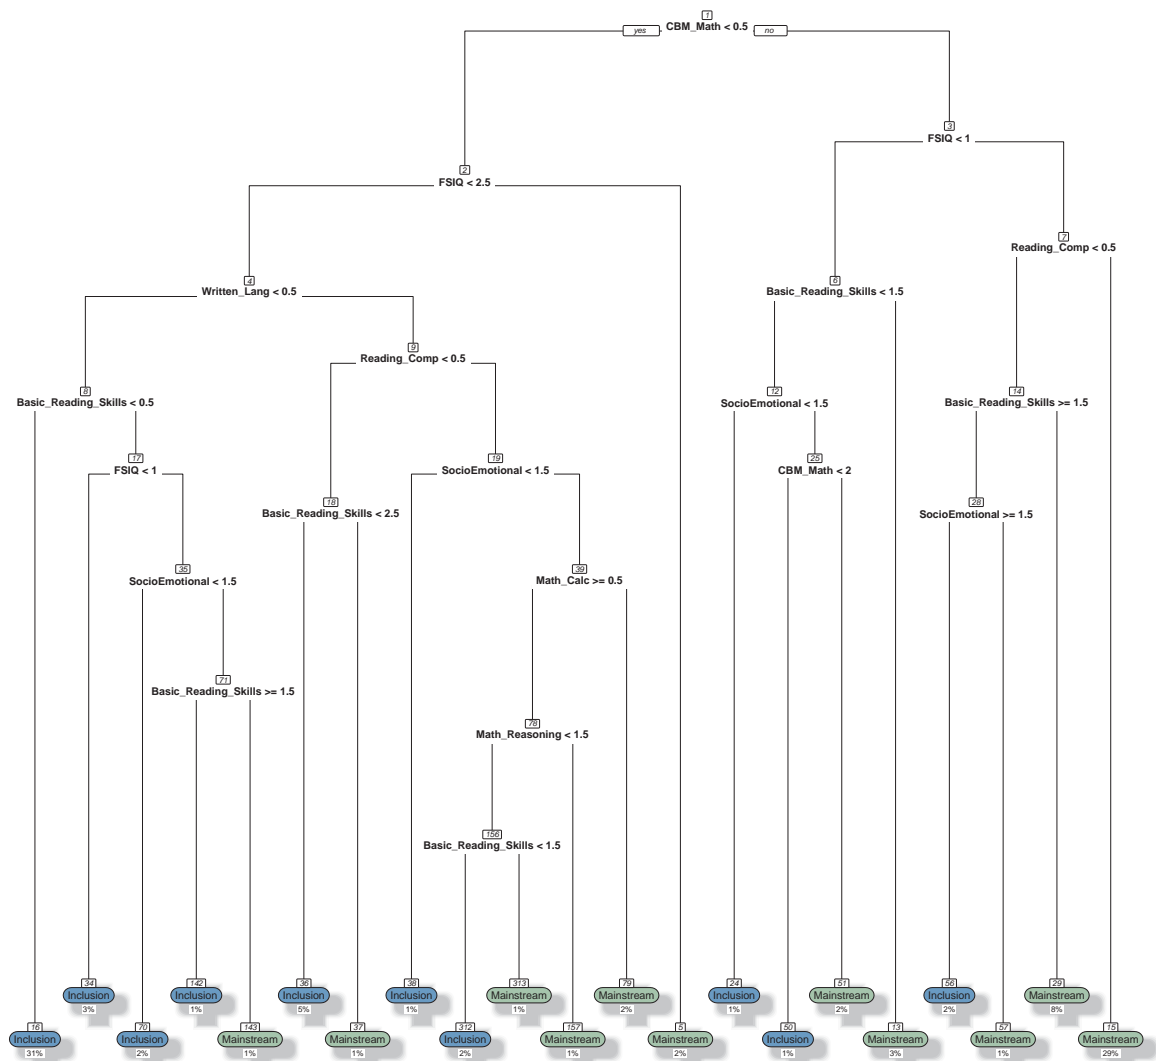 1
CBM_Math < 0.5
yes
no
3
FSIQ < 1
2
FSIQ < 2.5
7
Reading_Comp < 0.5
4
Written_Lang < 0.5
6
Basic_Reading_Skills < 1.5
9
Reading_Comp < 0.5
8
Basic_Reading_Skills < 0.5
12
SocioEmotional < 1.5
14
Basic_Reading_Skills >= 1.5
17
FSIQ < 1
19
SocioEmotional < 1.5
25
CBM_Math < 2
18
Basic_Reading_Skills < 2.5
28
SocioEmotional >= 1.5
35
SocioEmotional < 1.5
39
Math_Calc >= 0.5
71
Basic_Reading_Skills >= 1.5
78
Math_Reasoning < 1.5
156
Basic_Reading_Skills < 1.5
34
Inclusion
3%
142
Inclusion
1%
36
Inclusion
5%
38
Inclusion
1%
313
Mainstream
1%
79
Mainstream
2%
24
Inclusion
1%
51
Mainstream
2%
56
Inclusion
2%
29
Mainstream
8%
16
Inclusion
31%
70
Inclusion
2%
143
Mainstream
1%
37
Mainstream
1%
312
Inclusion
2%
157
Mainstream
1%
5
Mainstream
2%
50
Inclusion
1%
13
Mainstream
3%
57
Mainstream
1%
15
Mainstream
29%